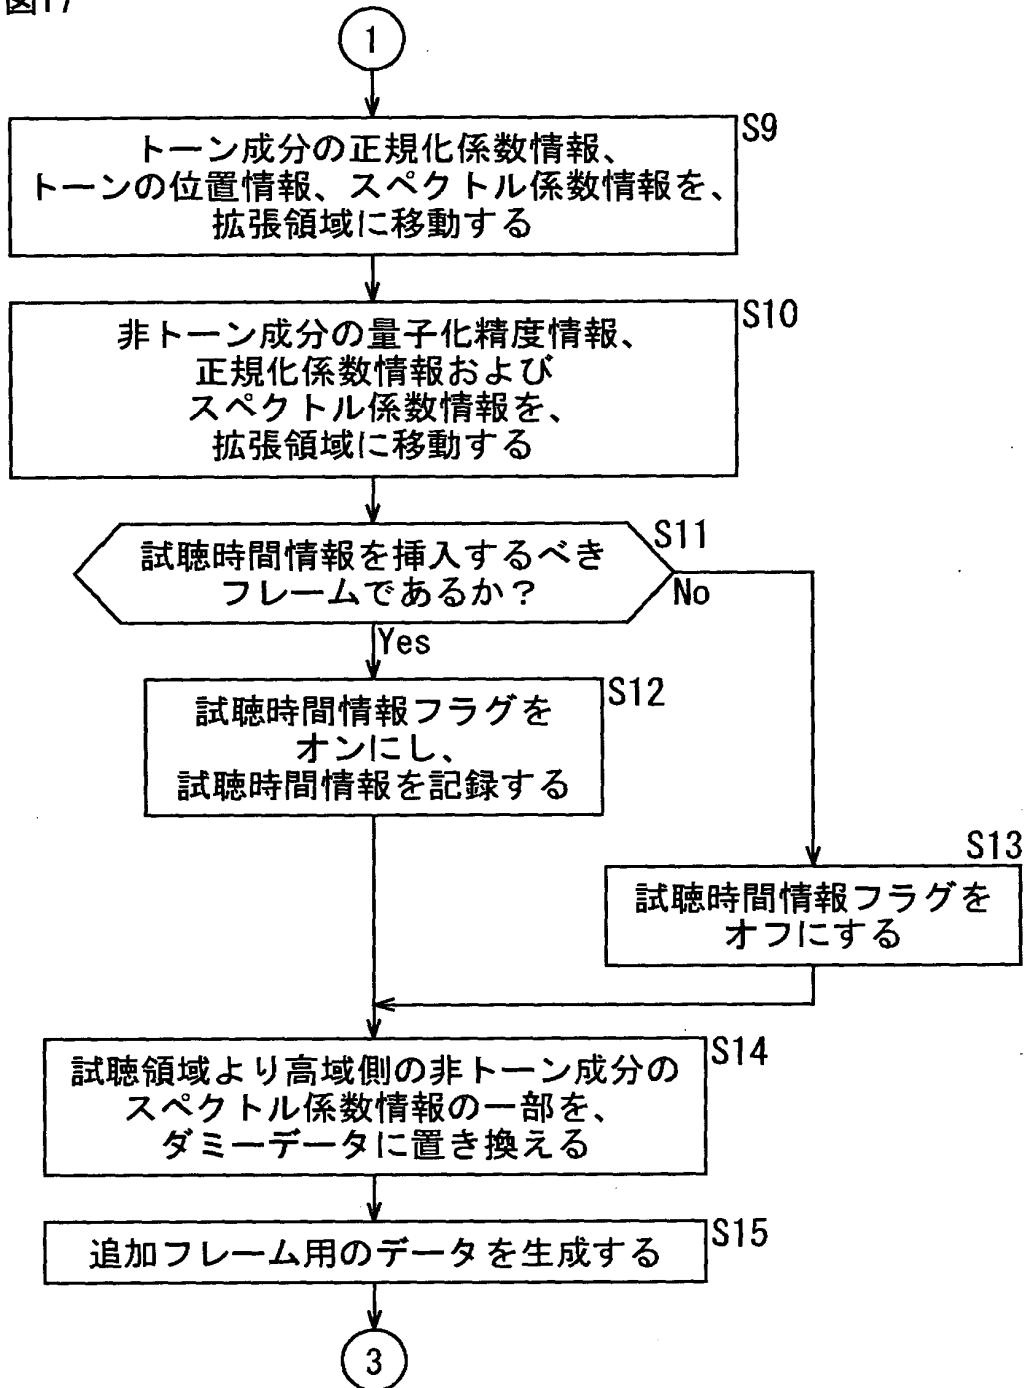 図17
1
S9
トーン成分の正規化係数情報、
トーンの位置情報、スペクトル係数情報を、
拡張領域に移動する
S10
非トーン成分の量子化精度情報、
正規化係数情報および
スペクトル係数情報を、
拡張領域に移動する
S11
試聴時間情報を挿入するべき
フレームであるか?
No
Yes
S12
試聴時間情報フラグを
オンにし、
試聴時間情報を記録する
S13
試聴時間情報フラグを
オフにする
S14
試聴領域より高域側の非トーン成分の
スペクトル係数情報の一部を、
ダミーデータに置き換える
S15
追加フレーム用のデータを生成する
3